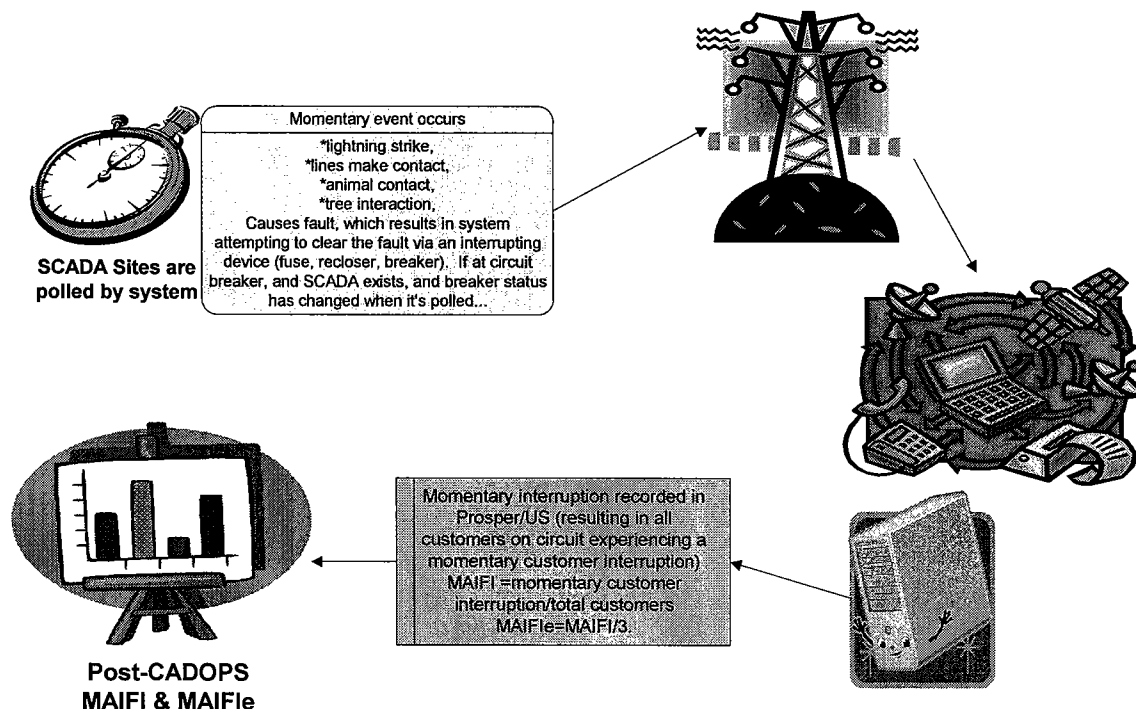 Momentary event occurs
*lightning strike,
*lines make contact,
*animal contact,
*tree interaction,
Causes fault, which results in system
attempting to clear the fault via an interrupting
device (fuse, recloser, breaker). If at circuit
breaker, and SCADA exists, and breaker status
has changed when it's polled...
SCADA Sites are
polled by system
Momentary interruption recorded in
Prosper/US (resulting in all
customers on circuit experiencing a
momentary customer interruption)
MAIFI =momentary customer
interruption/total customers
MAIFIe=MAIFI/3.
Post-CADOPS
MAIFI & MAIFIe